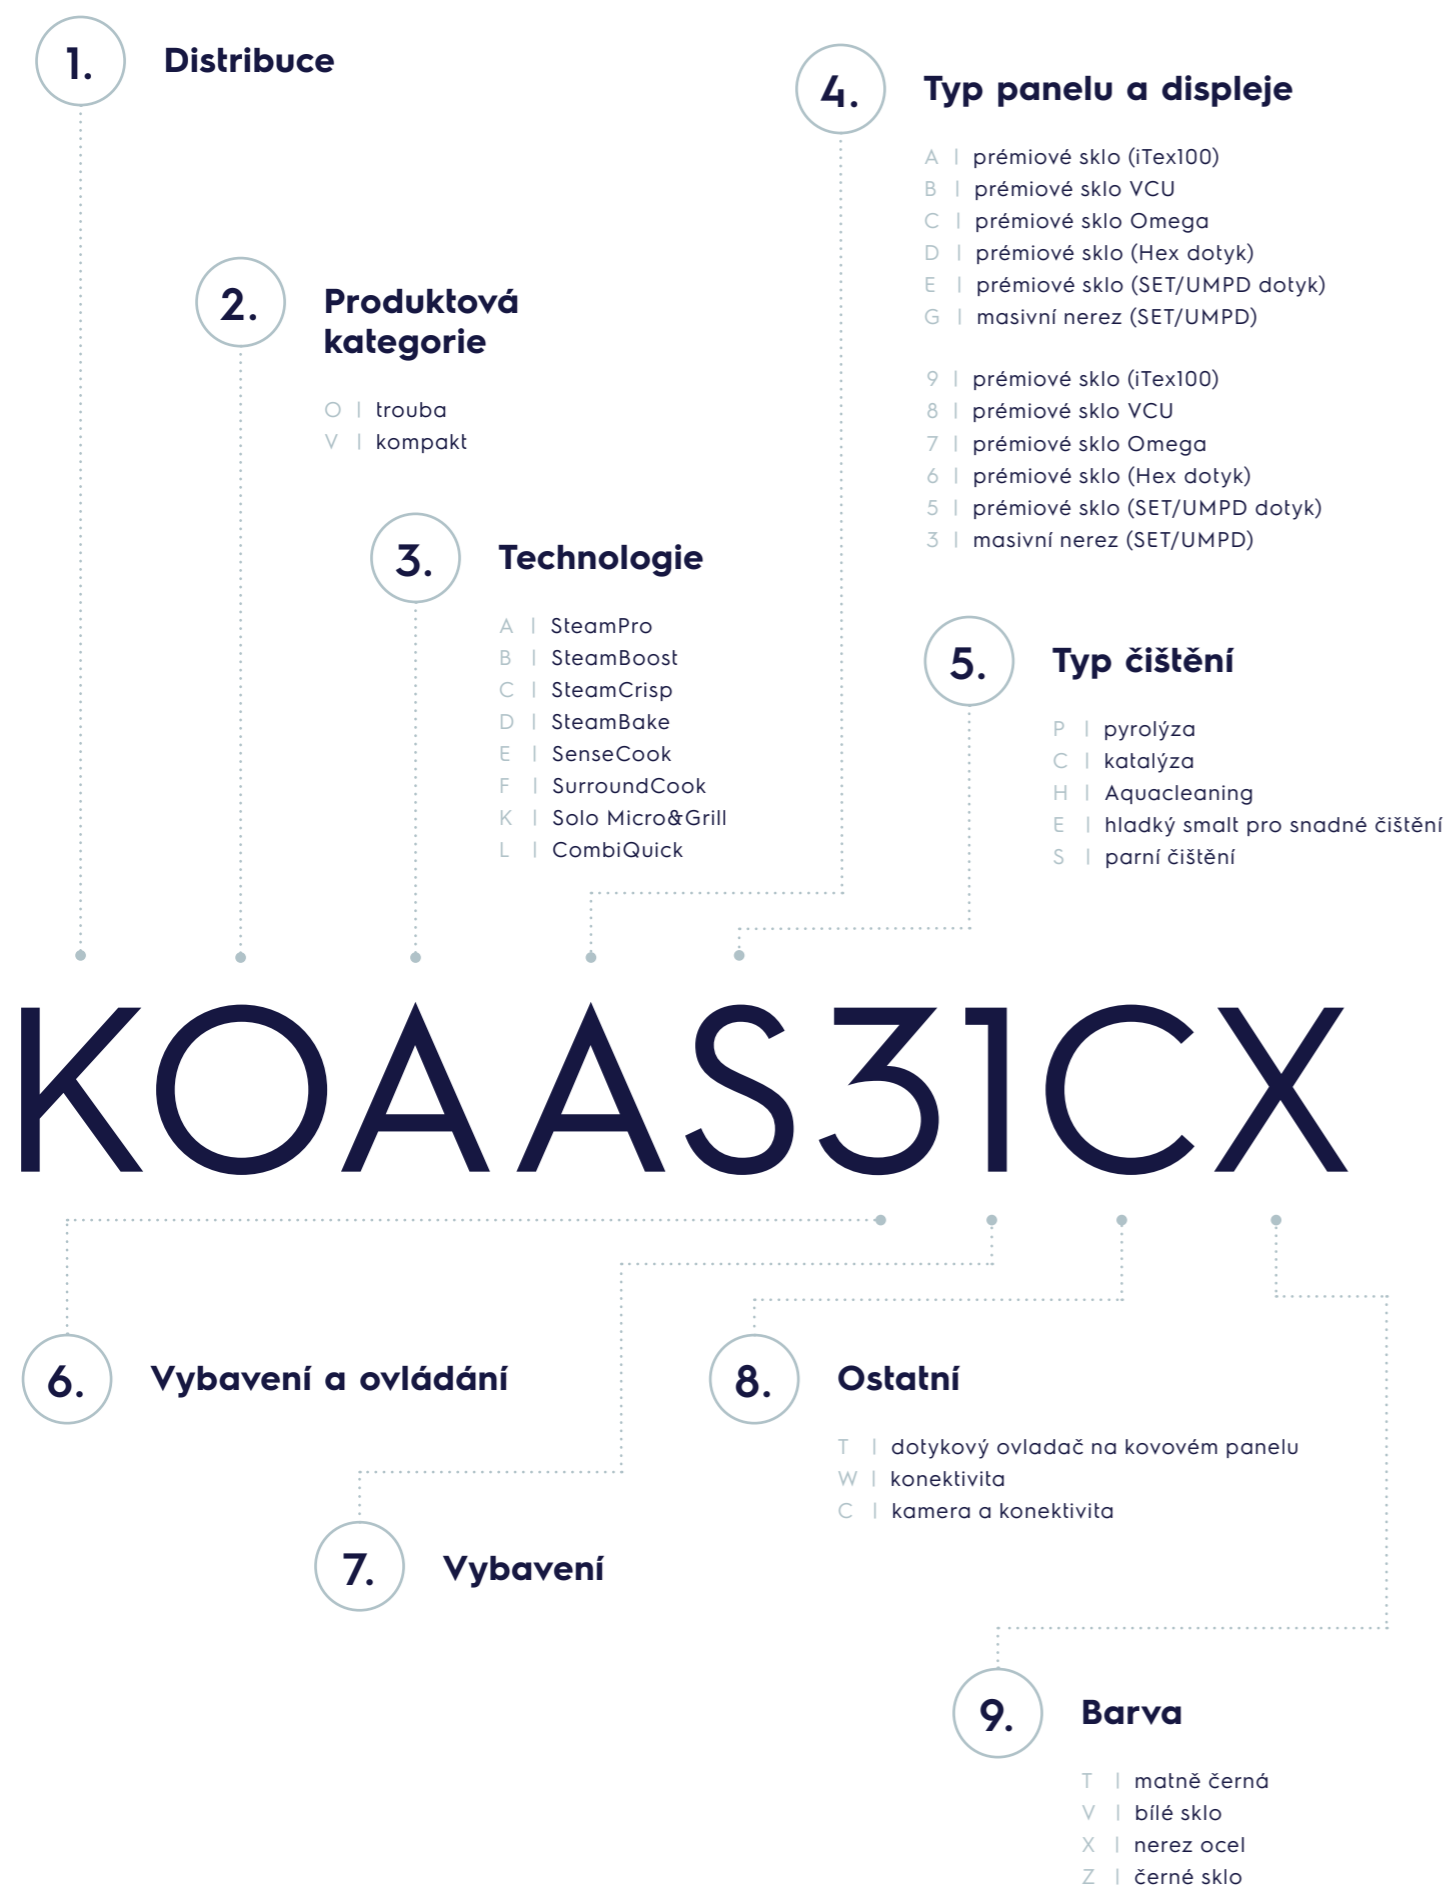 1. Distribuce
2. Produktová
kategorie
O | trouba
V | kompakt
3. Technologie
A | SteamPro
B | SteamBoost
C | SteamCrisp
D | SteamBake
E | SenseCook
F | SurroundCook
K | Solo Micro&Grill
L | CombiQuick
4. Typ panelu a displeje
A | prémiové sklo (iTex100)
B | prémiové sklo VCU
C | prémiové sklo Omega
D | prémiové sklo (Hex dotyk)
E | prémiové sklo (SET/UMPD dotyk)
G | masivní nerez (SET/UMPD)
9 | prémiové sklo (iTex100)
8 | prémiové sklo VCU
7 | prémiové sklo Omega
6 | prémiové sklo (Hex dotyk)
5 | prémiové sklo (SET/UMPD dotyk)
3 | masivní nerez (SET/UMPD)
5. Typ čištění
P | pyrolýza
C | katalýza
H | Aquacleaning
E | hladký smalt pro snadné čištění
S | parní čištění
KOAAS31CX
6. Vybavení a ovládání
7. Vybavení
8. Ostatní
T | dotykový ovladač na kovovém panelu
W | konektivita
C | kamera a konektivita
9. Barva
T | matně černá
V | bílé sklo
X | nerez ocel
Z | černé sklo